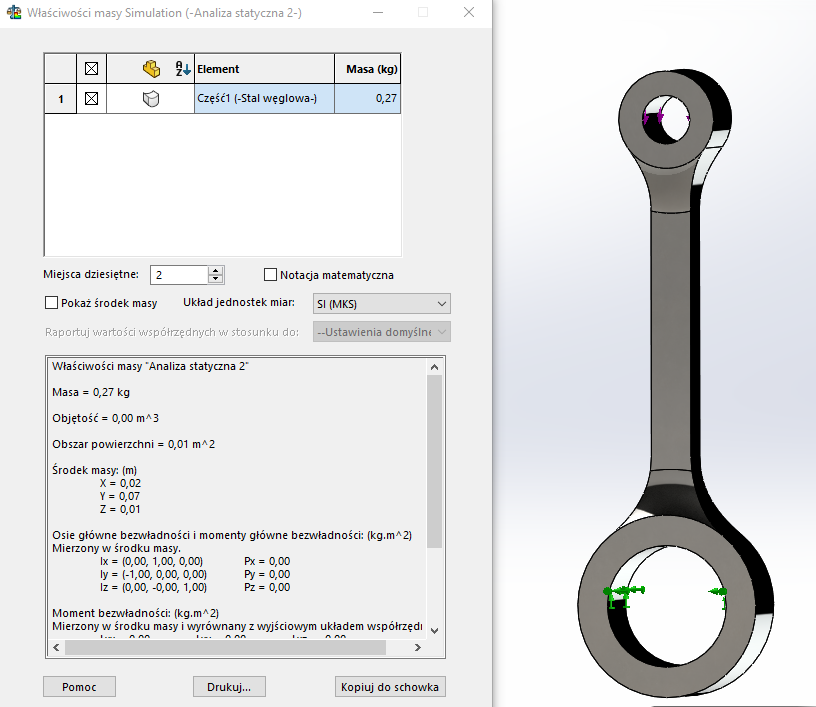 Właściwości masy Simulation (-Analiza statyczna 2-)
A
Z
Element
Masa (kg)
1
Część1 (-Stal węglowa-)
0,27
Miejsca dziesiętne:
2
Notacja matematyczna
Pokaż środek masy
Układ jednostek miar:
SI (MKS)
Raportuj wartości współrzędnych w stosunku do:
--Ustawienia domyślne
Właściwości masy "Analiza statyczna 2"
Masa = 0,27 kg
Objętość = 0,00 m^3
Obszar powierzchni = 0,01 m^2
Środek masy: (m)
X = 0,02
Y = 0,07
Z = 0,01
Osie główne bezwładności i momenty główne bezwładności: (kg.m^2)
Mierzony w środku masy.
Ix = (0,00, 1,00, 0,00) Px = 0,00
Iy = (-1,00, 0,00, 0,00) Py = 0,00
Iz = (0,00, -0,00, 1,00) Pz = 0,00
Moment bezwładności: (kg.m^2)
Mierzony w środku masy i wyrównany z wyjściowym układem współrzędn
Pomoc
Drukuj...
Kopiuj do schowka